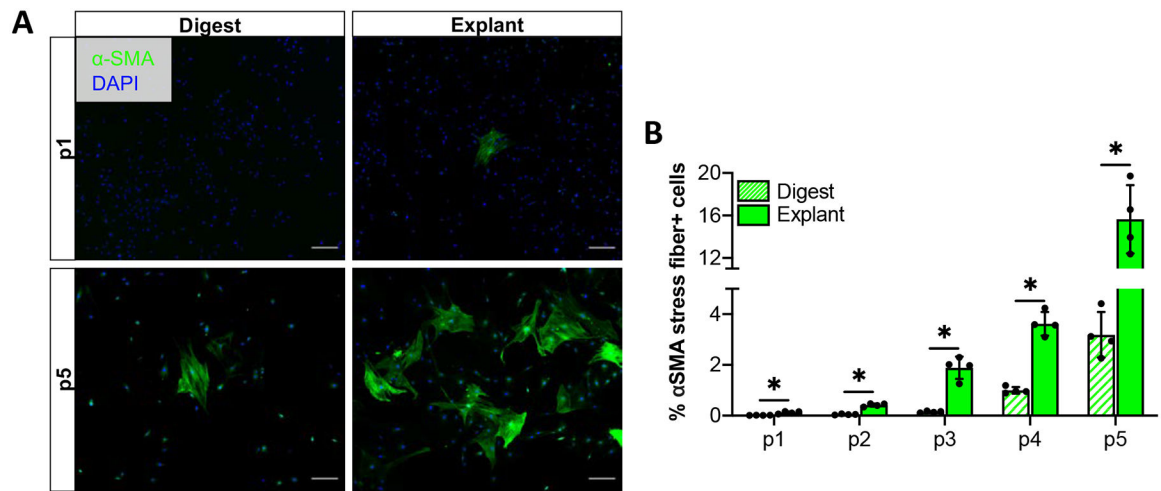 A
Digest
Explant
α-SMA
DAPI
p1
p5
B
% αSMA stress fiber+ cells
20
16
12
8
4
2
0
Digest
Explant
*
*
*
*
*
p1
p2
p3
p4
p5